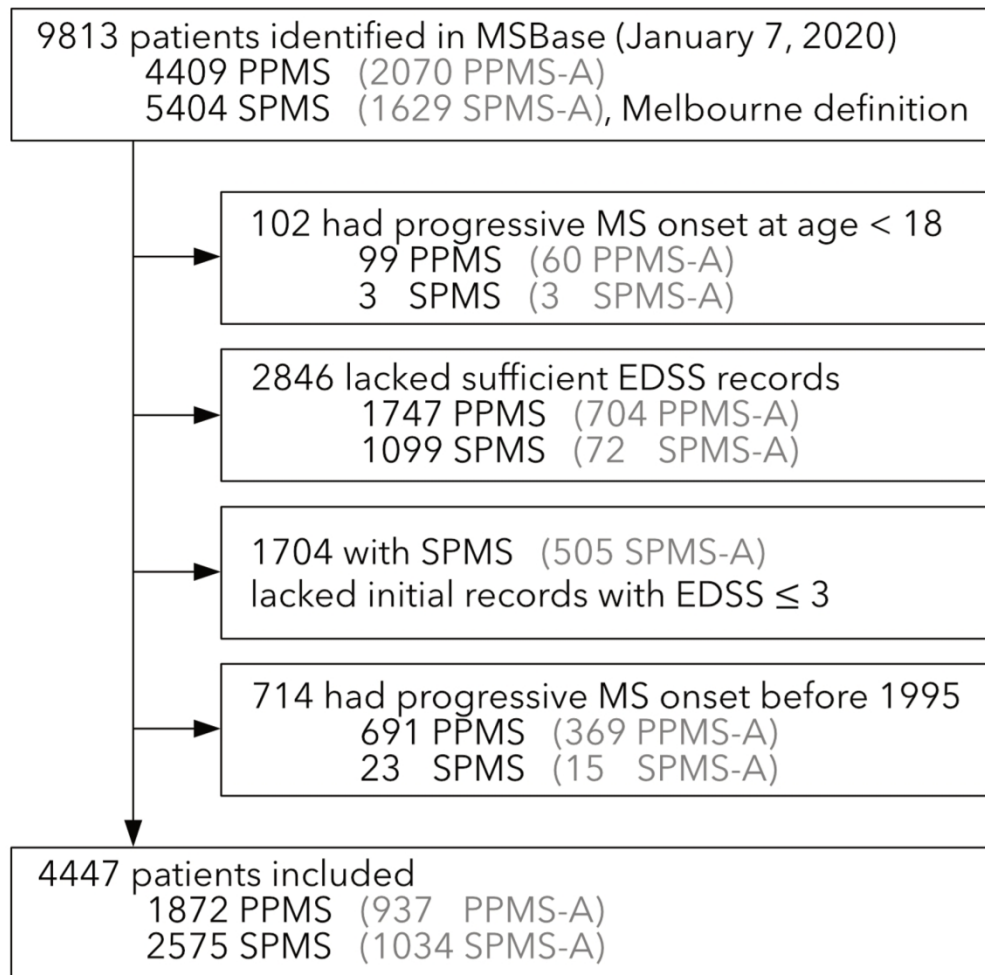 9813 patients identified in MSBase (January 7, 2020)
4409 PPMS (2070 PPMS-A)
5404 SPMS (1629 SPMS-A), Melbourne definition
102 had progressive MS onset at age < 18
99 PPMS (60 PPMS-A)
3 SPMS (3 SPMS-A)
2846 lacked sufficient EDSS records
1747 PPMS (704 PPMS-A)
1099 SPMS (72 SPMS-A)
1704 with SPMS (505 SPMS-A)
lacked initial records with EDSS ≤ 3
714 had progressive MS onset before 1995
691 PPMS (369 PPMS-A)
23 SPMS (15 SPMS-A)
4447 patients included
1872 PPMS (937 PPMS-A)
2575 SPMS (1034 SPMS-A)